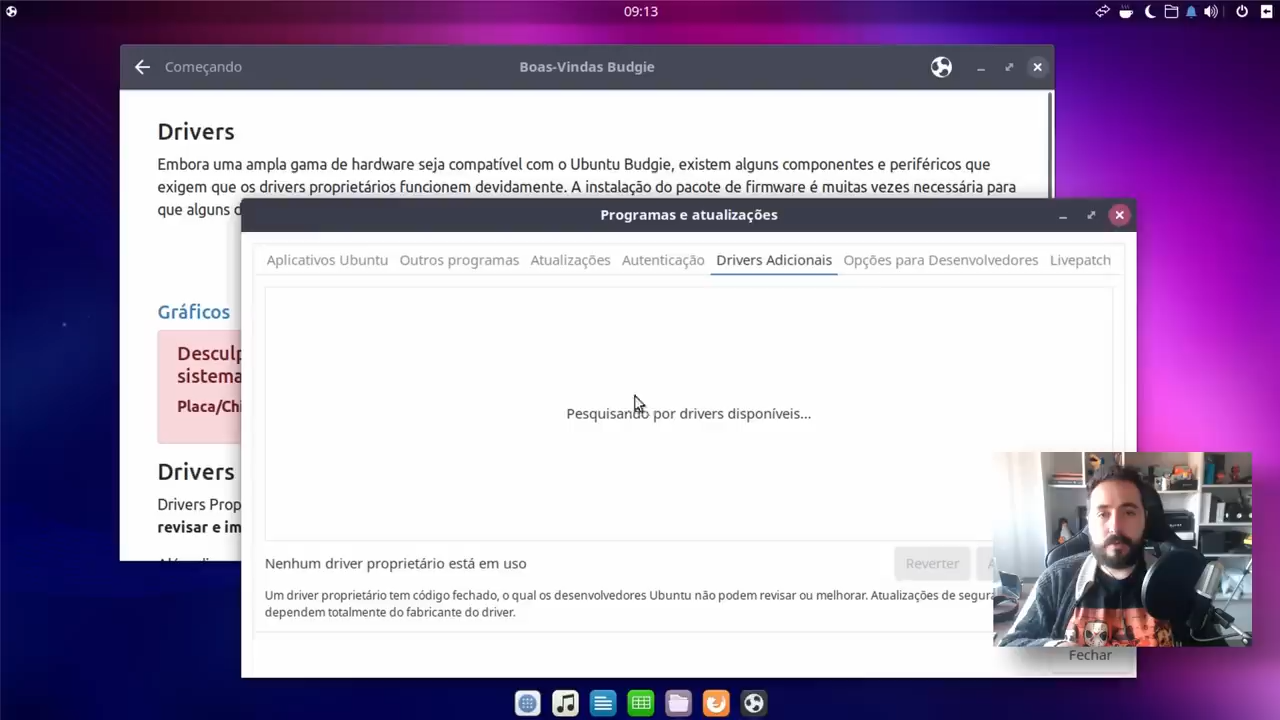 09:13
Começando
Boas-Vindas Budgie
Drivers
Embora uma ampla gama de hardware seja compatível com o Ubuntu Budgie, existem alguns componentes e periféricos que
exigem que os drivers proprietários funcionem devidamente. A instalação do pacote de firmware é muitas vezes necessária para
que alguns d
Gráficos
Desculp
sistema
Placa/Chi
Drivers
Drivers Prop
revisar e im
Programas e atualizações
Aplicativos Ubuntu Outros programas Atualizações Autenticação Drivers Adicionais Opções para Desenvolvedores Livepatch
Pesquisando por drivers disponíveis...
Nenhum driver proprietário está em uso
Reverter
Um driver proprietário tem código fechado, o qual os desenvolvedores Ubuntu não podem revisar ou melhorar. Atualizações de segura
dependem totalmente do fabricante do driver.
Fechar